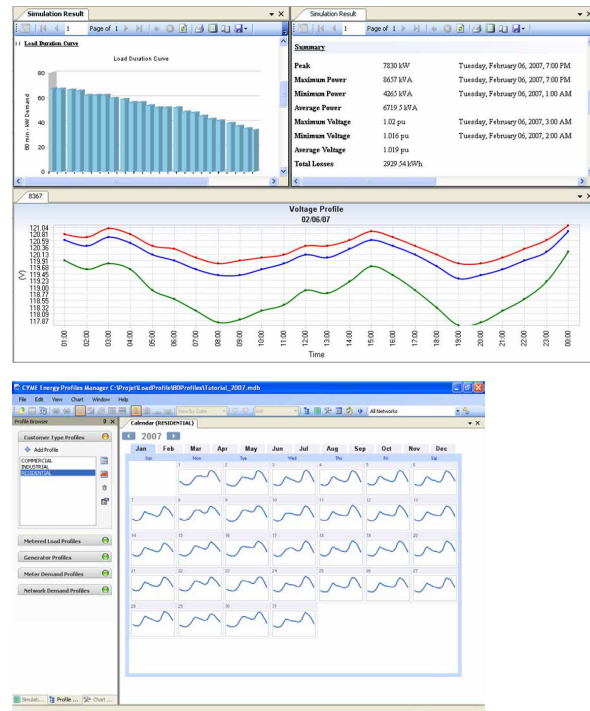 Simulation Result
1 Page of 1
Load Duration Curve
Load Duration Curve
60 min - kW Demand
80
60
40
20
0
Simulation Result
1 Page of 1
Summary
Peak 7830 kW Tuesday, February 06, 2007, 7:00 PM
Maximum Power 8657 kVA Tuesday, February 06, 2007, 7:00 PM
Minimum Power 4265 kVA Tuesday, February 06, 2007, 1:00 AM
Average Power 6719.5 kVA
Maximum Voltage 1.02 pu Tuesday, February 06, 2007, 3:00 AM
Minimum Voltage 1.016 pu Tuesday, February 06, 2007, 2:00 AM
Average Voltage 1.019 pu
Total Losses 2929.54 kWh
8367
Voltage Profile
02/06/07
(V)
121.04
120.81
120.59
120.36
120.13
119.91
119.68
119.45
119.23
119.00
118.77
118.55
118.32
118.09
117.87
01:00 02:00 03:00 04:00 05:00 06:00 07:00 08:00 09:00 10:00 11:00 12:00 13:00 14:00 15:00 16:00 17:00 18:00 19:00 20:00 21:00 22:00 23:00 00:00
Time
CYME Energy Profiles Manager C:\Projet\LoadProfile\80Profiles\Tutorial_2007.mdb
File Edit View Chart Window Help
All Networks
Profile Browser
Customer Type Profiles
Add Profile
COMMERCIAL
INDUSTRIAL
RESIDENTIAL
Metered Load Profiles
Generator Profiles
Meter Demand Profiles
Network Demand Profiles
Simulati... Profile ... Chart ...
Calendar (RESIDENTIAL)
2007
Jan Feb Mar Apr May Jun Jul Aug Sep Oct Nov Dec
Sun Mon Tue Wed Thu Fri Sat
1 2 3 4 5 6
7 8 9 10 11 12 13
14 15 16 17 18 19 20
21 22 23 24 25 26 27
28 29 30 31